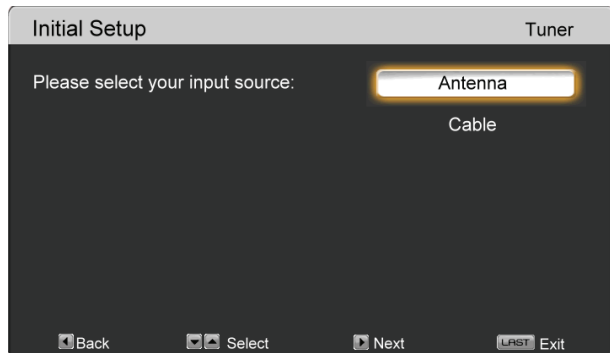 Initial Setup Tuner
Please select your input source: Antenna
Cable
Back Select Next LAST Exit